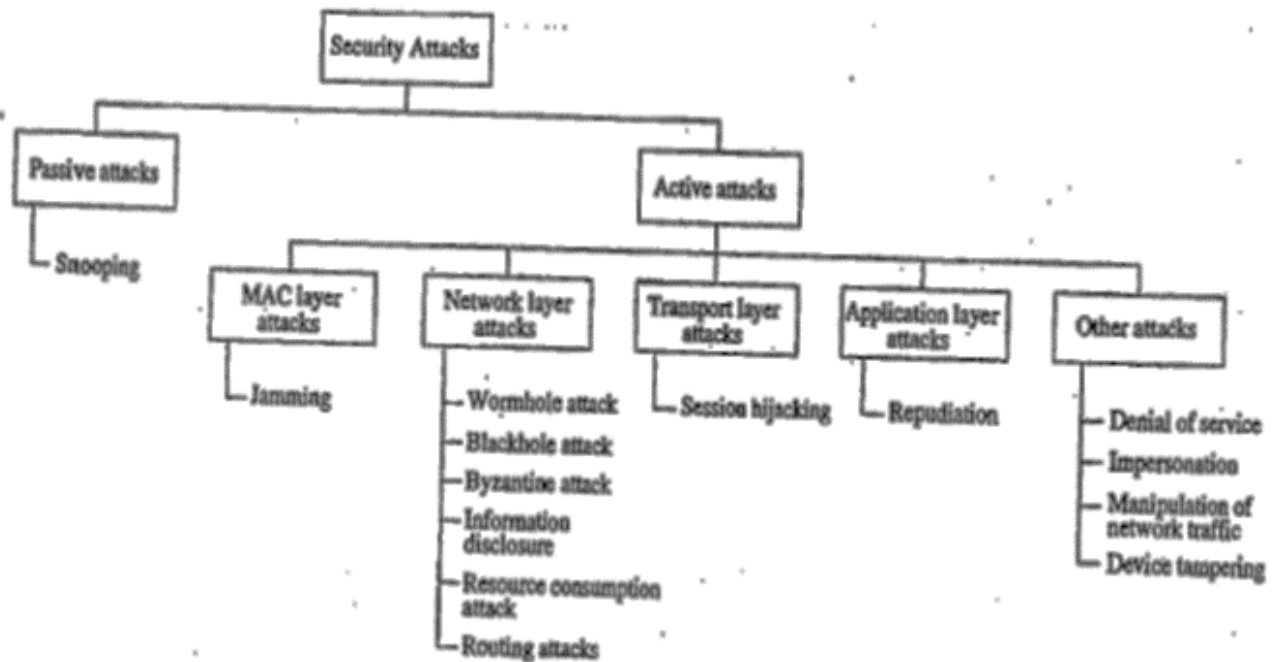 Security Attacks
Passive attacks
Active attacks
Snooping
MAC layer
attacks
Network layer
attacks
Transport layer
attacks
Application layer
attacks
Other attacks
Jamming
Wormhole attack
Blackhole attack
Byzantine attack
Information
disclosure
Resource consumption
attack
Routing attacks
Session hijacking
Repudiation
Denial of service
Impersonation
Manipulation of
network traffic
Device tampering